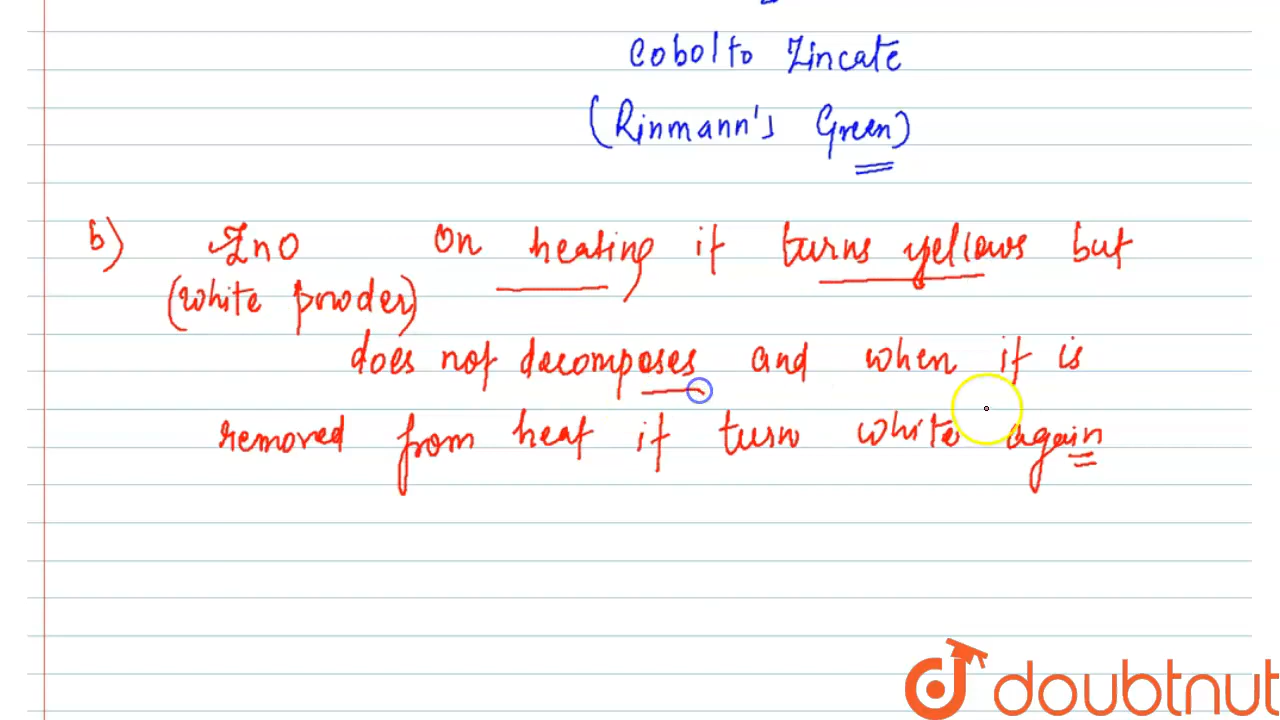 Cobolto Zincate
(Rinmann's Green)
b) ZnO On heating it turns yellows but
(White powder)
does not decomposes and when it is
removed from heat it turn white again
doubtnut